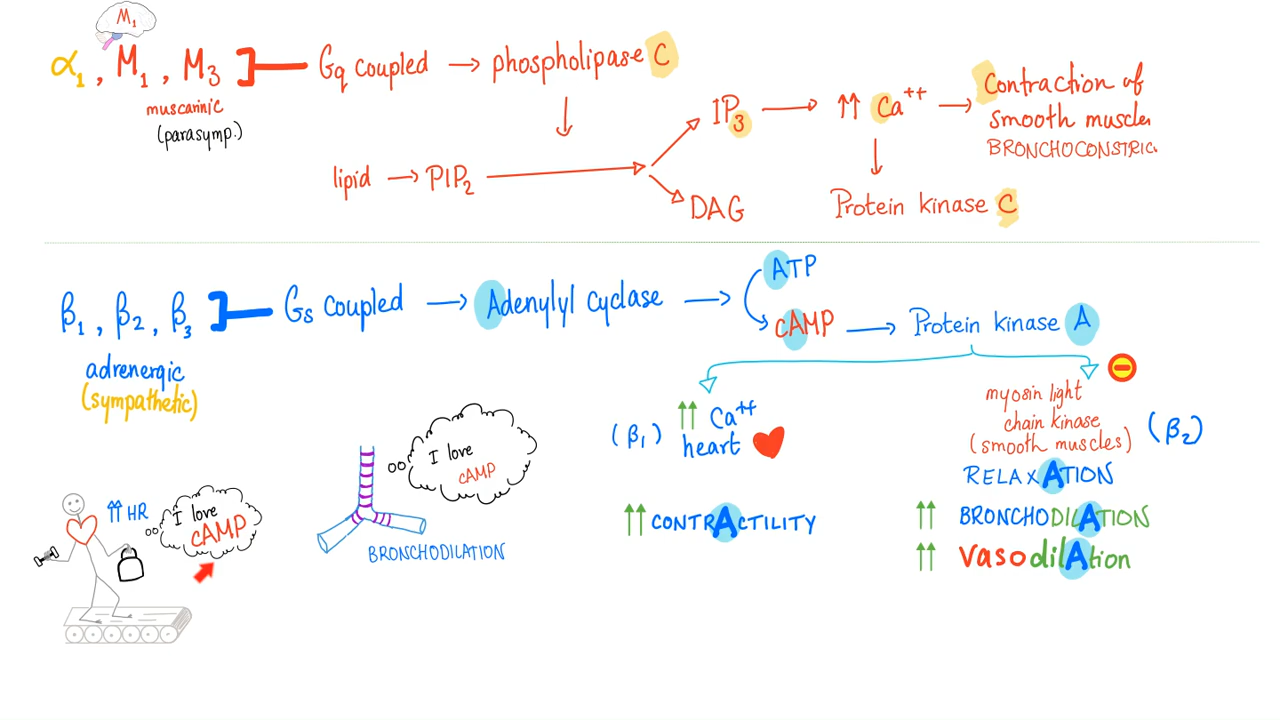 M₁
α₁, M₁, M₃ Gq coupled → phospholipase C
muscarinic
(parasymp.)
IP₃ → ↑↑ Ca⁺⁺ → Contraction of
smooth muscles
BRONCHOCONSTRIC
lipid → PIP₂
DAG
Protein kinase C
β₁, β₂, β₃ Gs coupled → Adenylyl cyclase →
ATP
cAMP → Protein kinase A
adrenergic
(sympathetic)
(β₁) ↑↑ Ca⁺⁺
heart
↑↑ CONTRACTILITY
−
myosin light
chain kinase
(smooth muscles) (β₂)
RELAXATION
↑↑ BRONCHODILATION
↑↑ vasodilAtion
↑↑ HR
I love
cAMP
I love
cAMP
BRONCHODILATION